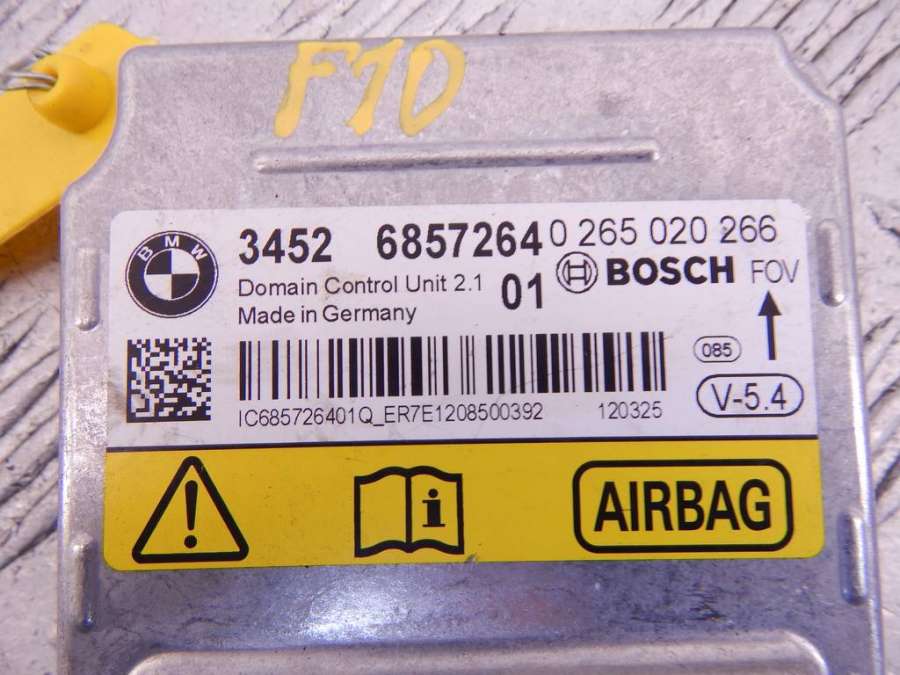 F10
BMW
3452 6857264 0 265 020 266
Domain Control Unit 2.1 01 BOSCH FOV
Made in Germany
085
V-5.4
IC685726401Q_ER7E1208500392 120325
AIRBAG